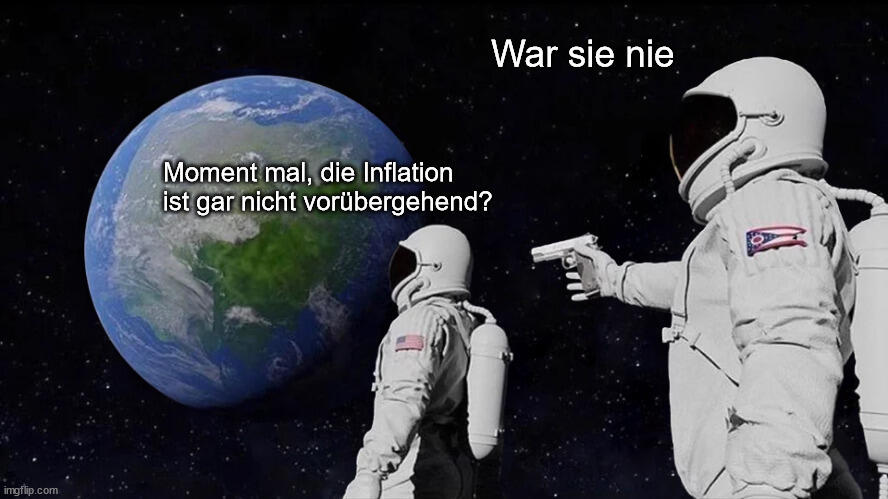 War sie nie
Moment mal, die Inflation
ist gar nicht vorübergehend?
imgflip.com